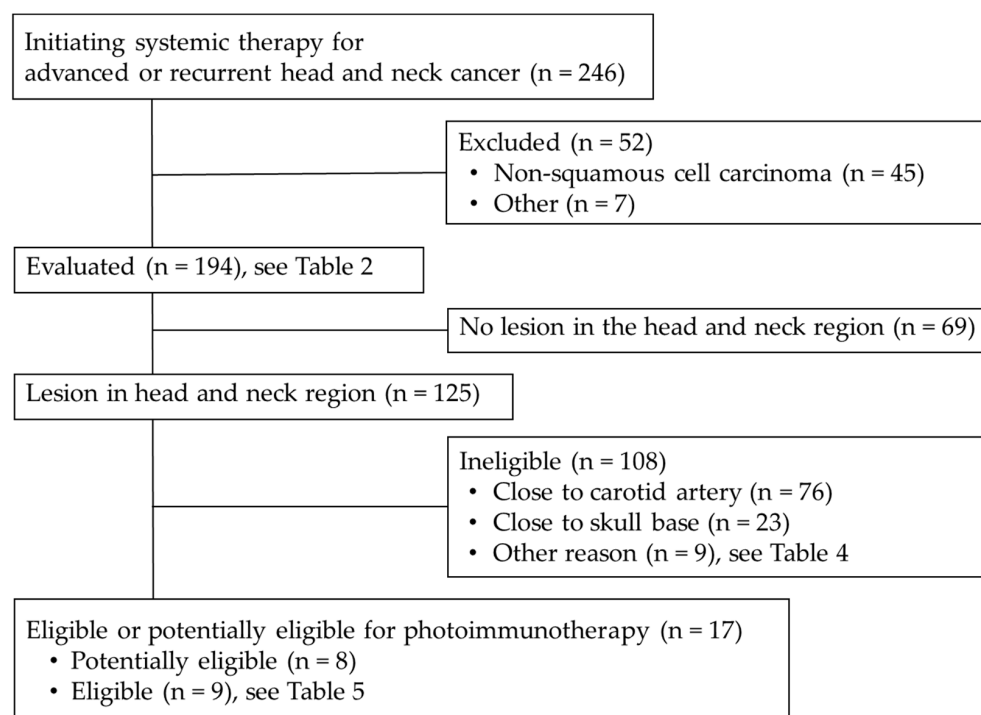 Initiating systemic therapy for
advanced or recurrent head and neck cancer (n = 246)
Excluded (n = 52)
• Non-squamous cell carcinoma (n = 45)
• Other (n = 7)
Evaluated (n = 194), see Table 2
No lesion in the head and neck region (n = 69)
Lesion in head and neck region (n = 125)
Ineligible (n = 108)
• Close to carotid artery (n = 76)
• Close to skull base (n = 23)
• Other reason (n = 9), see Table 4
Eligible or potentially eligible for photoimmunotherapy (n = 17)
• Potentially eligible (n = 8)
• Eligible (n = 9), see Table 5